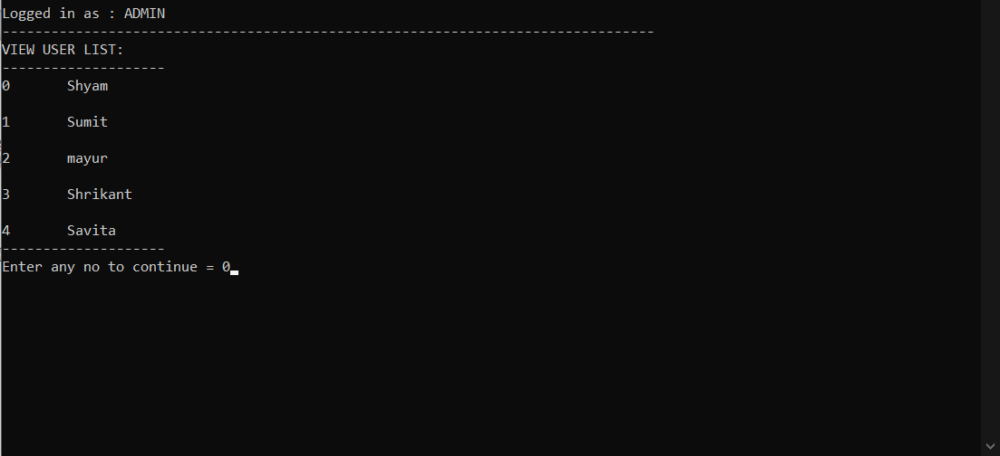 Logged in as : ADMIN
--------------------------------------------------------------------------------
VIEW USER LIST:
--------------------
0       Shyam
1       Sumit
2       mayur
3       Shrikant
4       Savita
--------------------
Enter any no to continue = 0